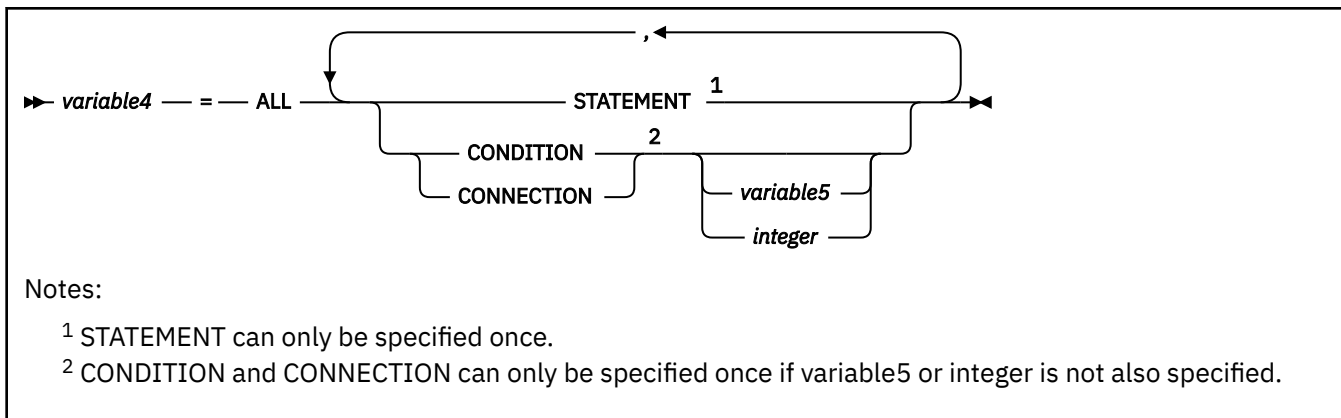 ,
variable4 = ALL STATEMENT 1
CONDITION 2
CONNECTION variable5
integer
Notes:
1 STATEMENT can only be specified once.
2 CONDITION and CONNECTION can only be specified once if variable5 or integer is not also specified.